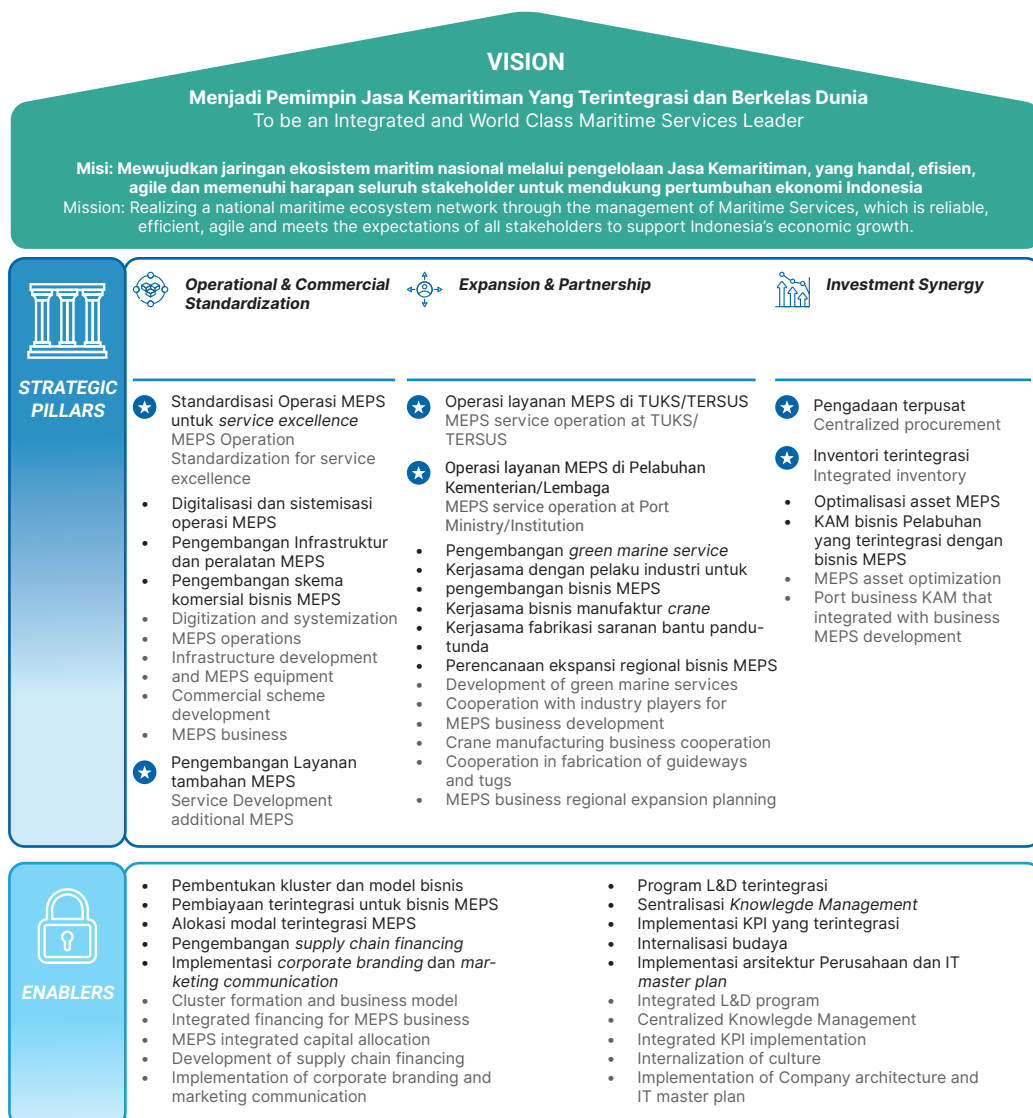 VISION
Menjadi Pemimpin Jasa Kemaritiman Yang Terintegrasi dan Berkelas Dunia
To be an Integrated and World Class Maritime Services Leader
Misi: Mewujudkan jaringan ekosistem maritim nasional melalui pengelolaan Jasa Kemaritiman, yang handal, efisien,
agile dan memenuhi harapan seluruh stakeholder untuk mendukung pertumbuhan ekonomi Indonesia
Mission: Realizing a national maritime ecosystem network through the management of Maritime Services, which is reliable,
efficient, agile and meets the expectations of all stakeholders to support Indonesia's economic growth.
STRATEGIC
PILLARS
Operational & Commercial
Standardization
Standardisasi Operasi MEPS
untuk service excellence
MEPS Operation
Standardization for service
excellence
• Digitalisasi dan sistemisasi
operasi MEPS
• Pengembangan Infrastruktur
dan peralatan MEPS
• Pengembangan skema
komersial bisnis MEPS
• Digitization and systemization
• MEPS operations
• Infrastructure development
• and MEPS equipment
• Commercial scheme
development
• MEPS business
Pengembangan Layanan
tambahan MEPS
Service Development
additional MEPS
Expansion & Partnership
Operasi layanan MEPS di TUKS/TERSUS
MEPS service operation at TUKS/
TERSUS
Operasi layanan MEPS di Pelabuhan
Kementerian/Lembaga
MEPS service operation at Port
Ministry/Institution
• Pengembangan green marine service
• Kerjasama dengan pelaku industri untuk
• pengembangan bisnis MEPS
• Kerjasama bisnis manufaktur crane
• Kerjasama fabrikasi saranan bantu pandu-
• tunda
• Perencanaan ekspansi regional bisnis MEPS
• Development of green marine services
• Cooperation with industry players for
• MEPS business development
• Crane manufacturing business cooperation
• Cooperation in fabrication of guideways
and tugs
• MEPS business regional expansion planning
Investment Synergy
Pengadaan terpusat
Centralized procurement
Inventori terintegrasi
Integrated inventory
• Optimalisasi asset MEPS
• KAM bisnis Pelabuhan
yang terintegrasi dengan
bisnis MEPS
• MEPS asset optimization
• Port business KAM that
integrated with business
MEPS development
ENABLERS
• Pembentukan kluster dan model bisnis
• Pembiayaan terintegrasi untuk bisnis MEPS
• Alokasi modal terintegrasi MEPS
• Pengembangan supply chain financing
• Implementasi corporate branding dan mar-
keting communication
• Cluster formation and business model
• Integrated financing for MEPS business
• MEPS integrated capital allocation
• Development of supply chain financing
• Implementation of corporate branding and
marketing communication
• Program L&D terintegrasi
• Sentralisasi Knowlegde Management
• Implementasi KPI yang terintegrasi
• Internalisasi budaya
• Implementasi arsitektur Perusahaan dan IT
master plan
• Integrated L&D program
• Centralized Knowlegde Management
• Integrated KPI implementation
• Internalization of culture
• Implementation of Company architecture and
IT master plan